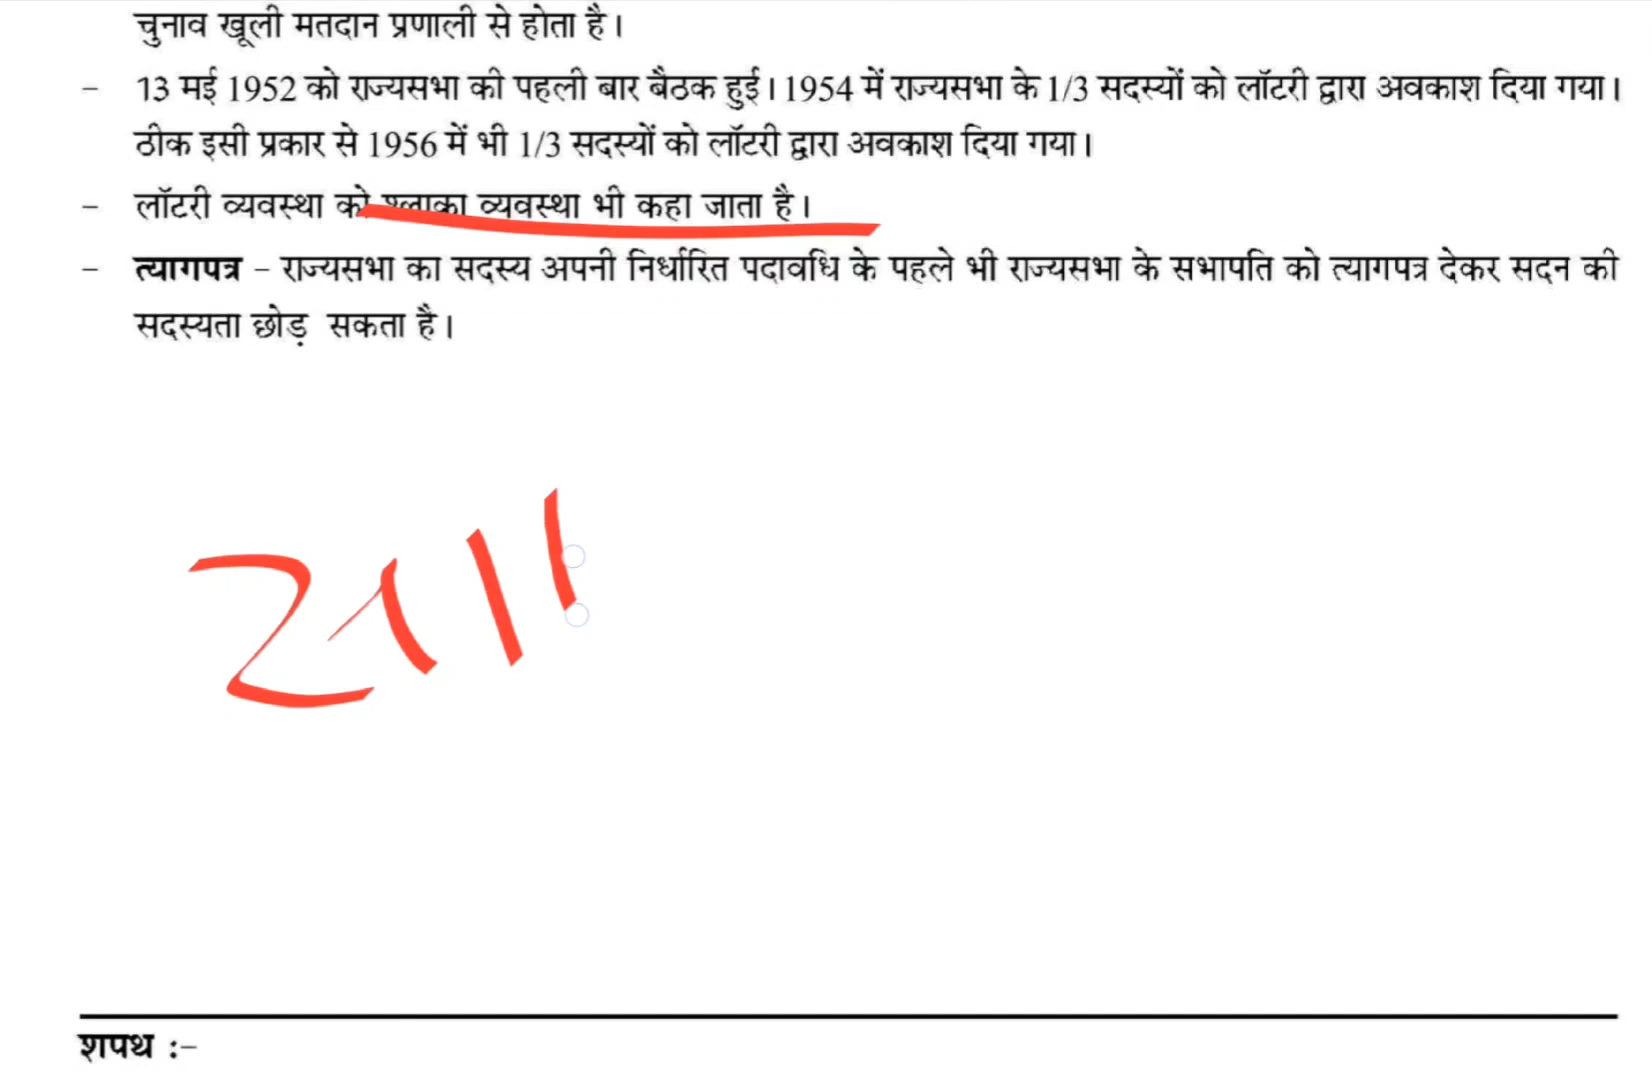 चुनाव खूली मतदान प्रणाली से होता है।
– 13 मई 1952 को राज्यसभा की पहली बार बैठक हुई। 1954 में राज्यसभा के 1/3 सदस्यों को लॉटरी द्वारा अवकाश दिया गया।
ठीक इसी प्रकार से 1956 में भी 1/3 सदस्यों को लॉटरी द्वारा अवकाश दिया गया।
– लॉटरी व्यवस्था को श्लाका व्यवस्था भी कहा जाता है।
– त्यागपत्र – राज्यसभा का सदस्य अपनी निर्धारित पदावधि के पहले भी राज्यसभा के सभापति को त्यागपत्र देकर सदन की
सदस्यता छोड़ सकता है।
शपथ :–